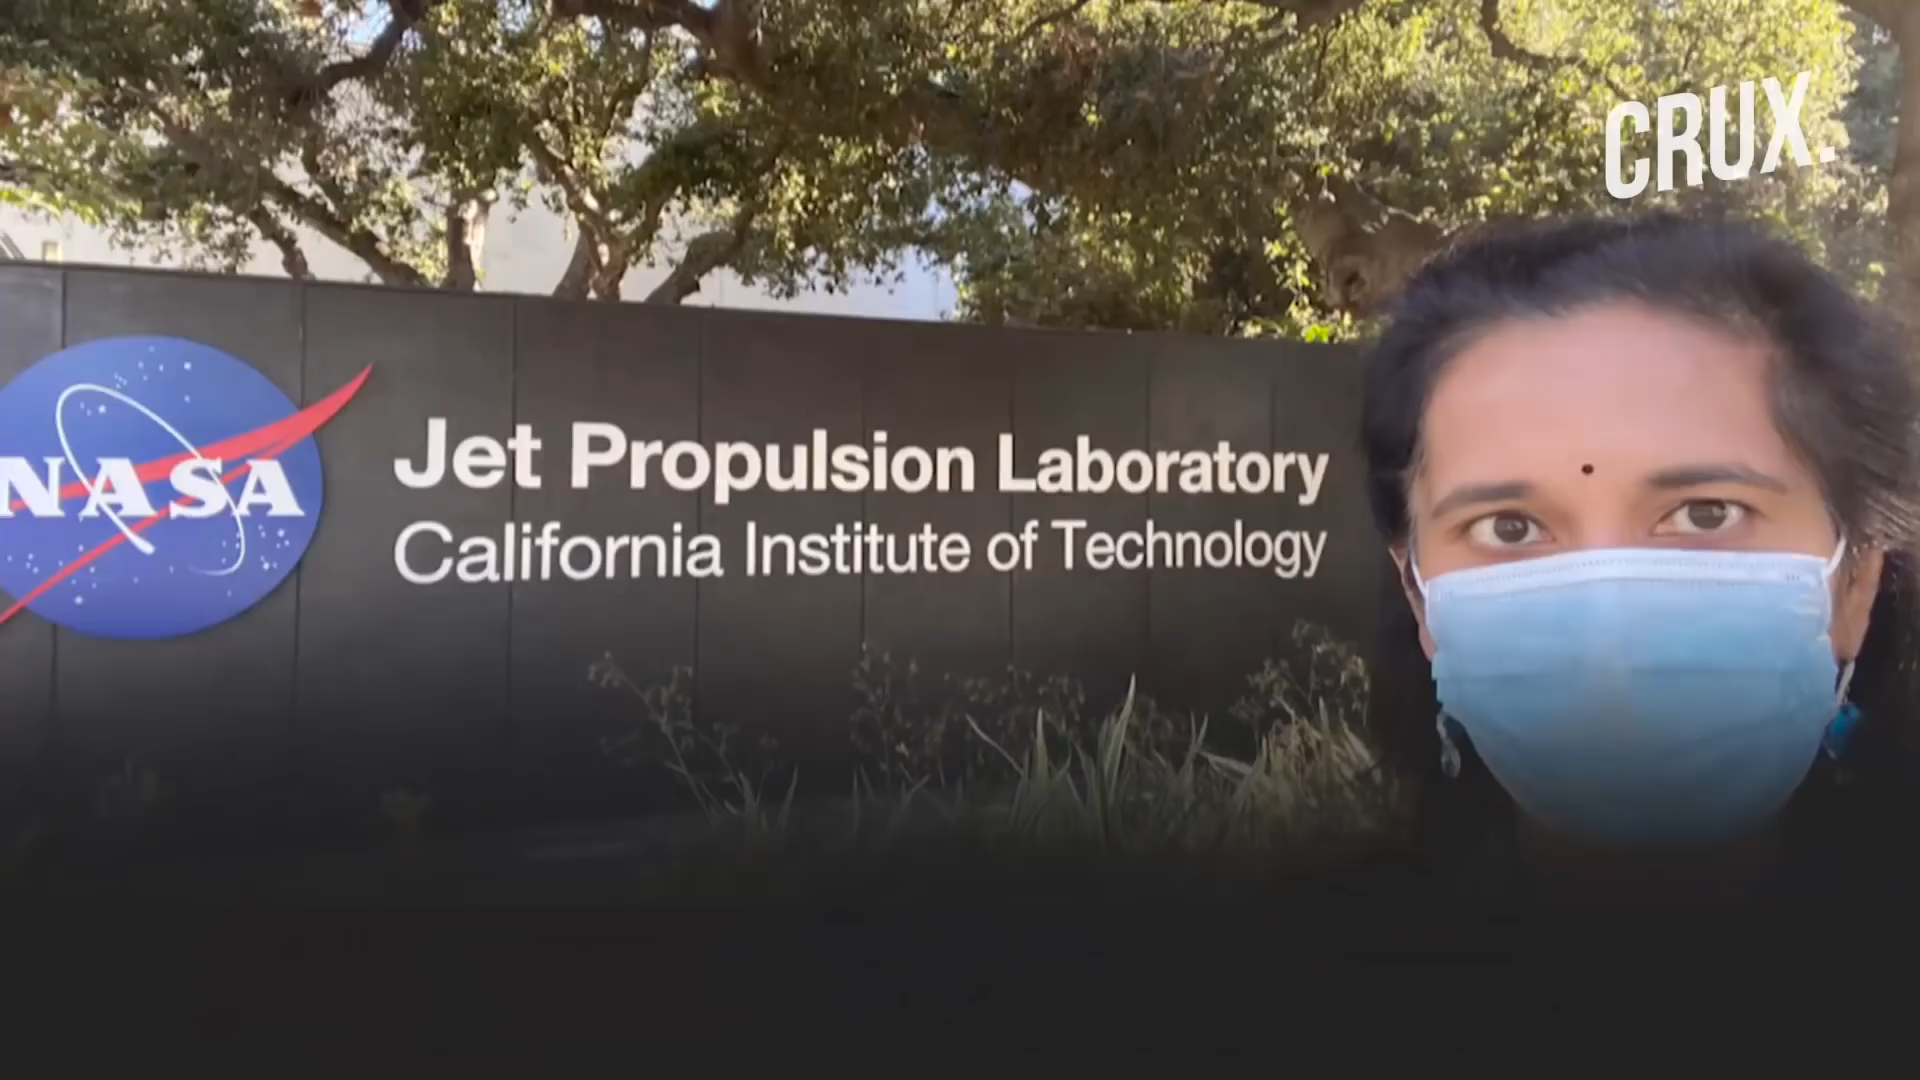 CRUX.
NASA
Jet Propulsion Laboratory
California Institute of Technology